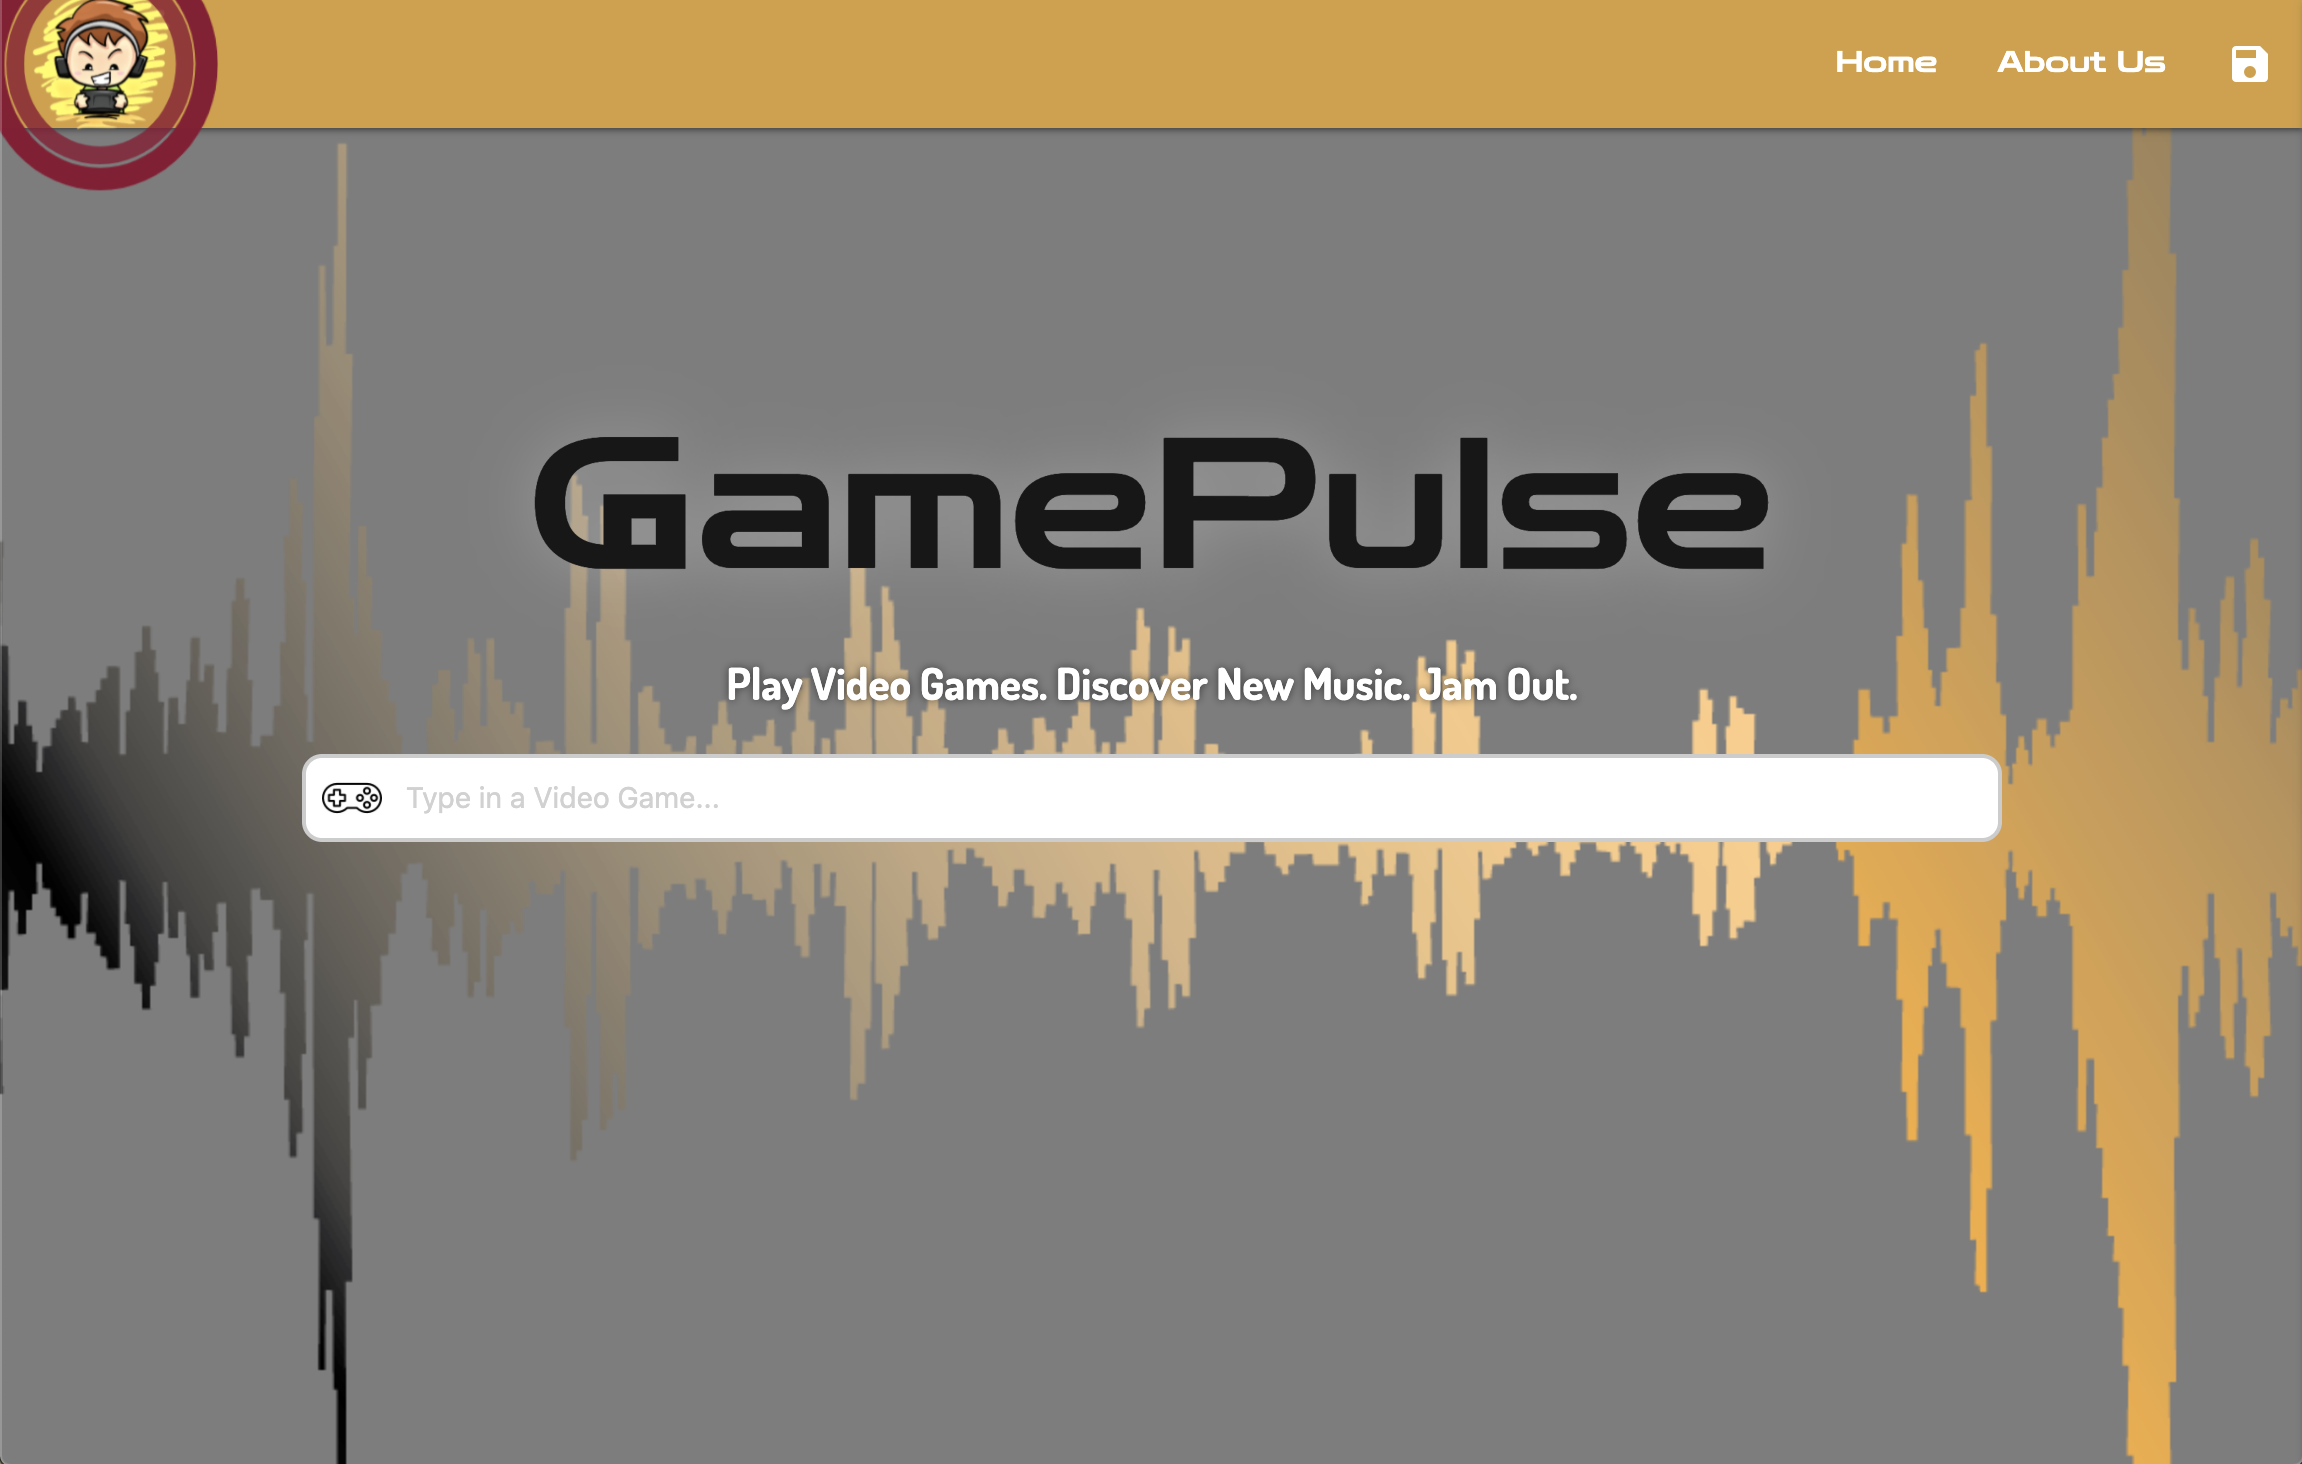 Home About Us
GamePulse
Play Video Games. Discover New Music. Jam Out.
Type in a Video Game...